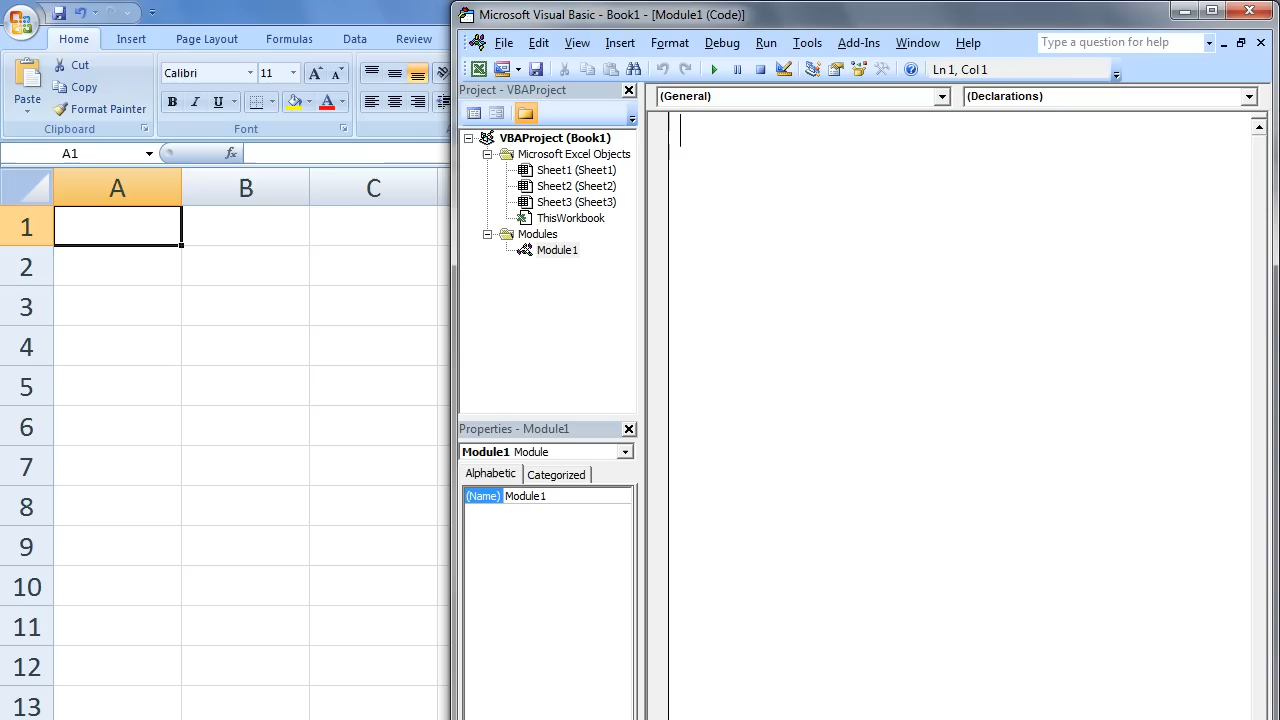 Home Insert Page Layout Formulas Data Review
Paste
Cut
Copy
Format Painter
Clipboard
Calibri 11
A A
B I U
A
Font
A1 fx
A B C
1
2
3
4
5
6
7
8
9
10
11
12
13
Microsoft Visual Basic - Book1 - [Module1 (Code)]
File Edit View Insert Format Debug Run Tools Add-Ins Window Help Type a question for help
Ln 1, Col 1
Project - VBAProject
VBAProject (Book1)
Microsoft Excel Objects
Sheet1 (Sheet1)
Sheet2 (Sheet2)
Sheet3 (Sheet3)
ThisWorkbook
Modules
Module1
Properties - Module1
Module1 Module
Alphabetic Categorized
(Name) Module1
(General) (Declarations)